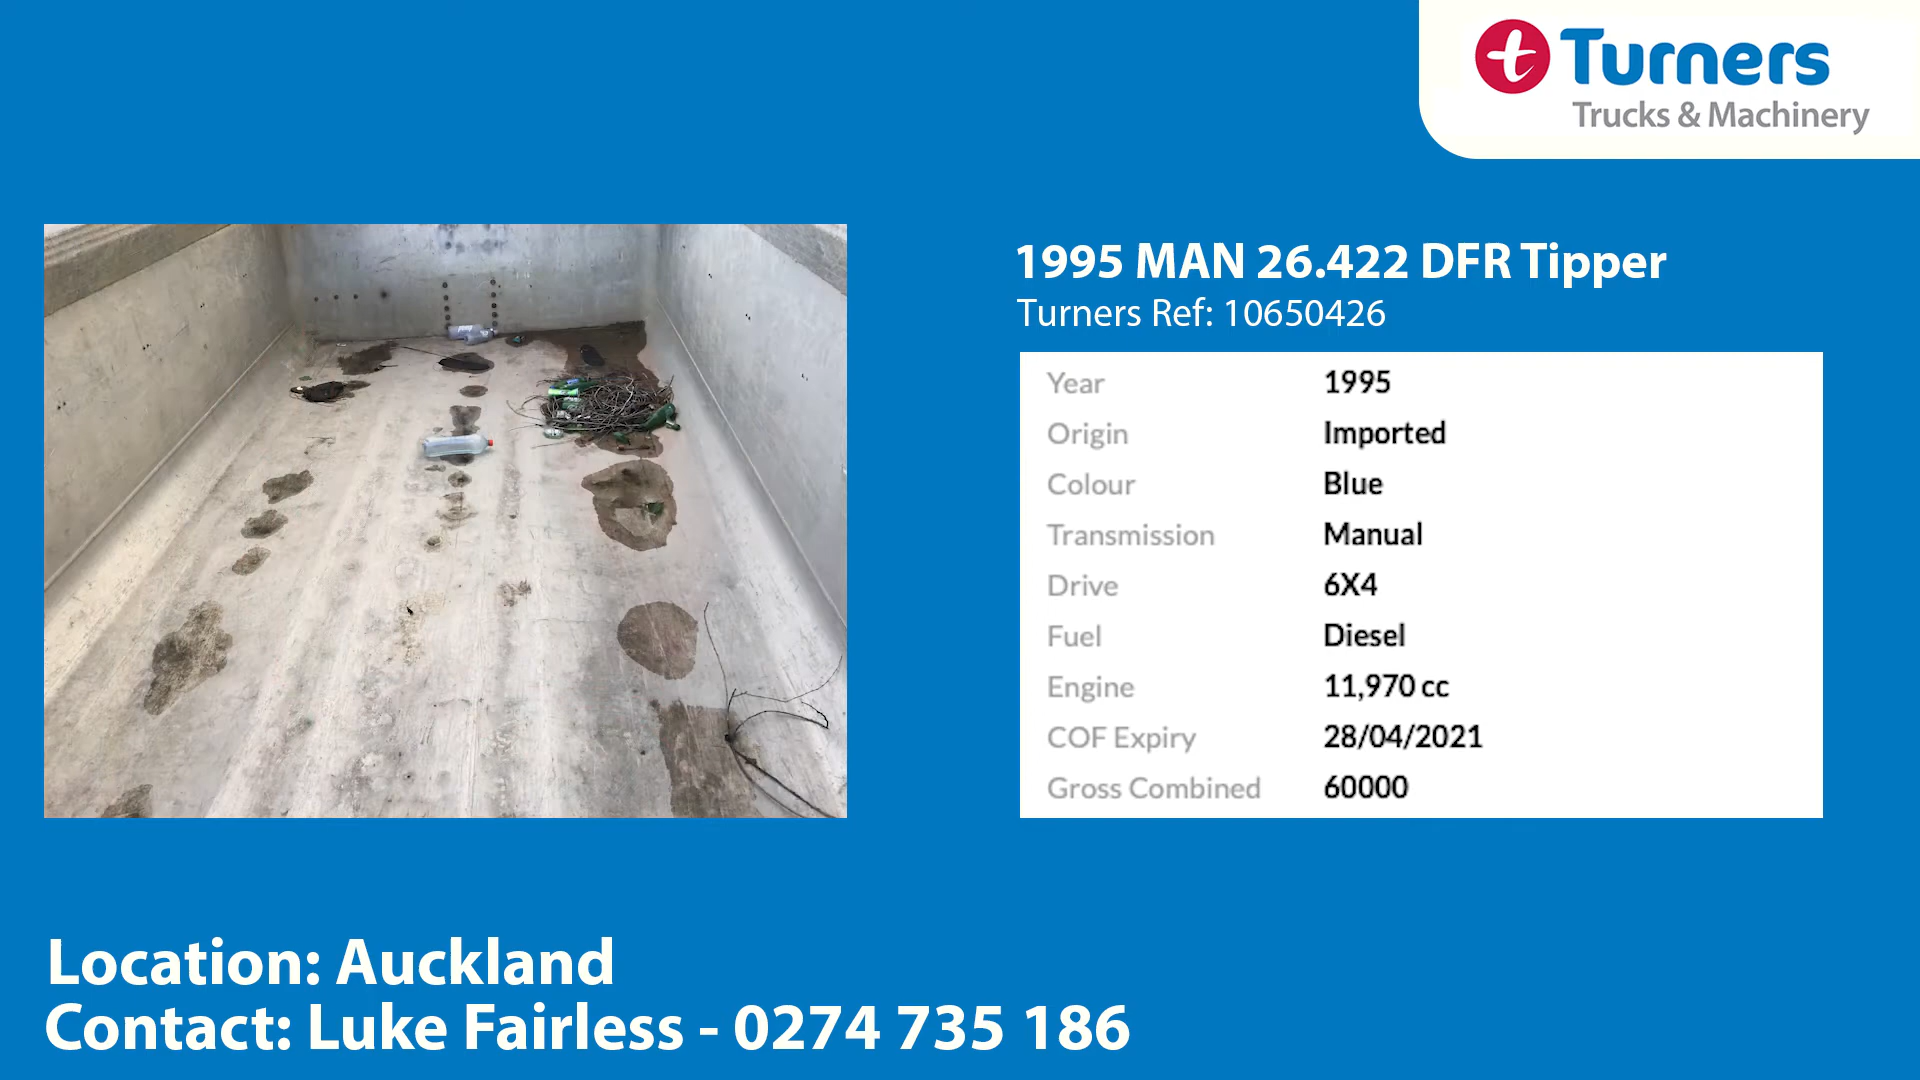 t Turners
Trucks & Machinery
1995 MAN 26.422 DFR Tipper
Turners Ref: 10650426
Year 1995
Origin Imported
Colour Blue
Transmission Manual
Drive 6X4
Fuel Diesel
Engine 11,970 cc
COF Expiry 28/04/2021
Gross Combined 60000
Location: Auckland
Contact: Luke Fairless - 0274 735 186